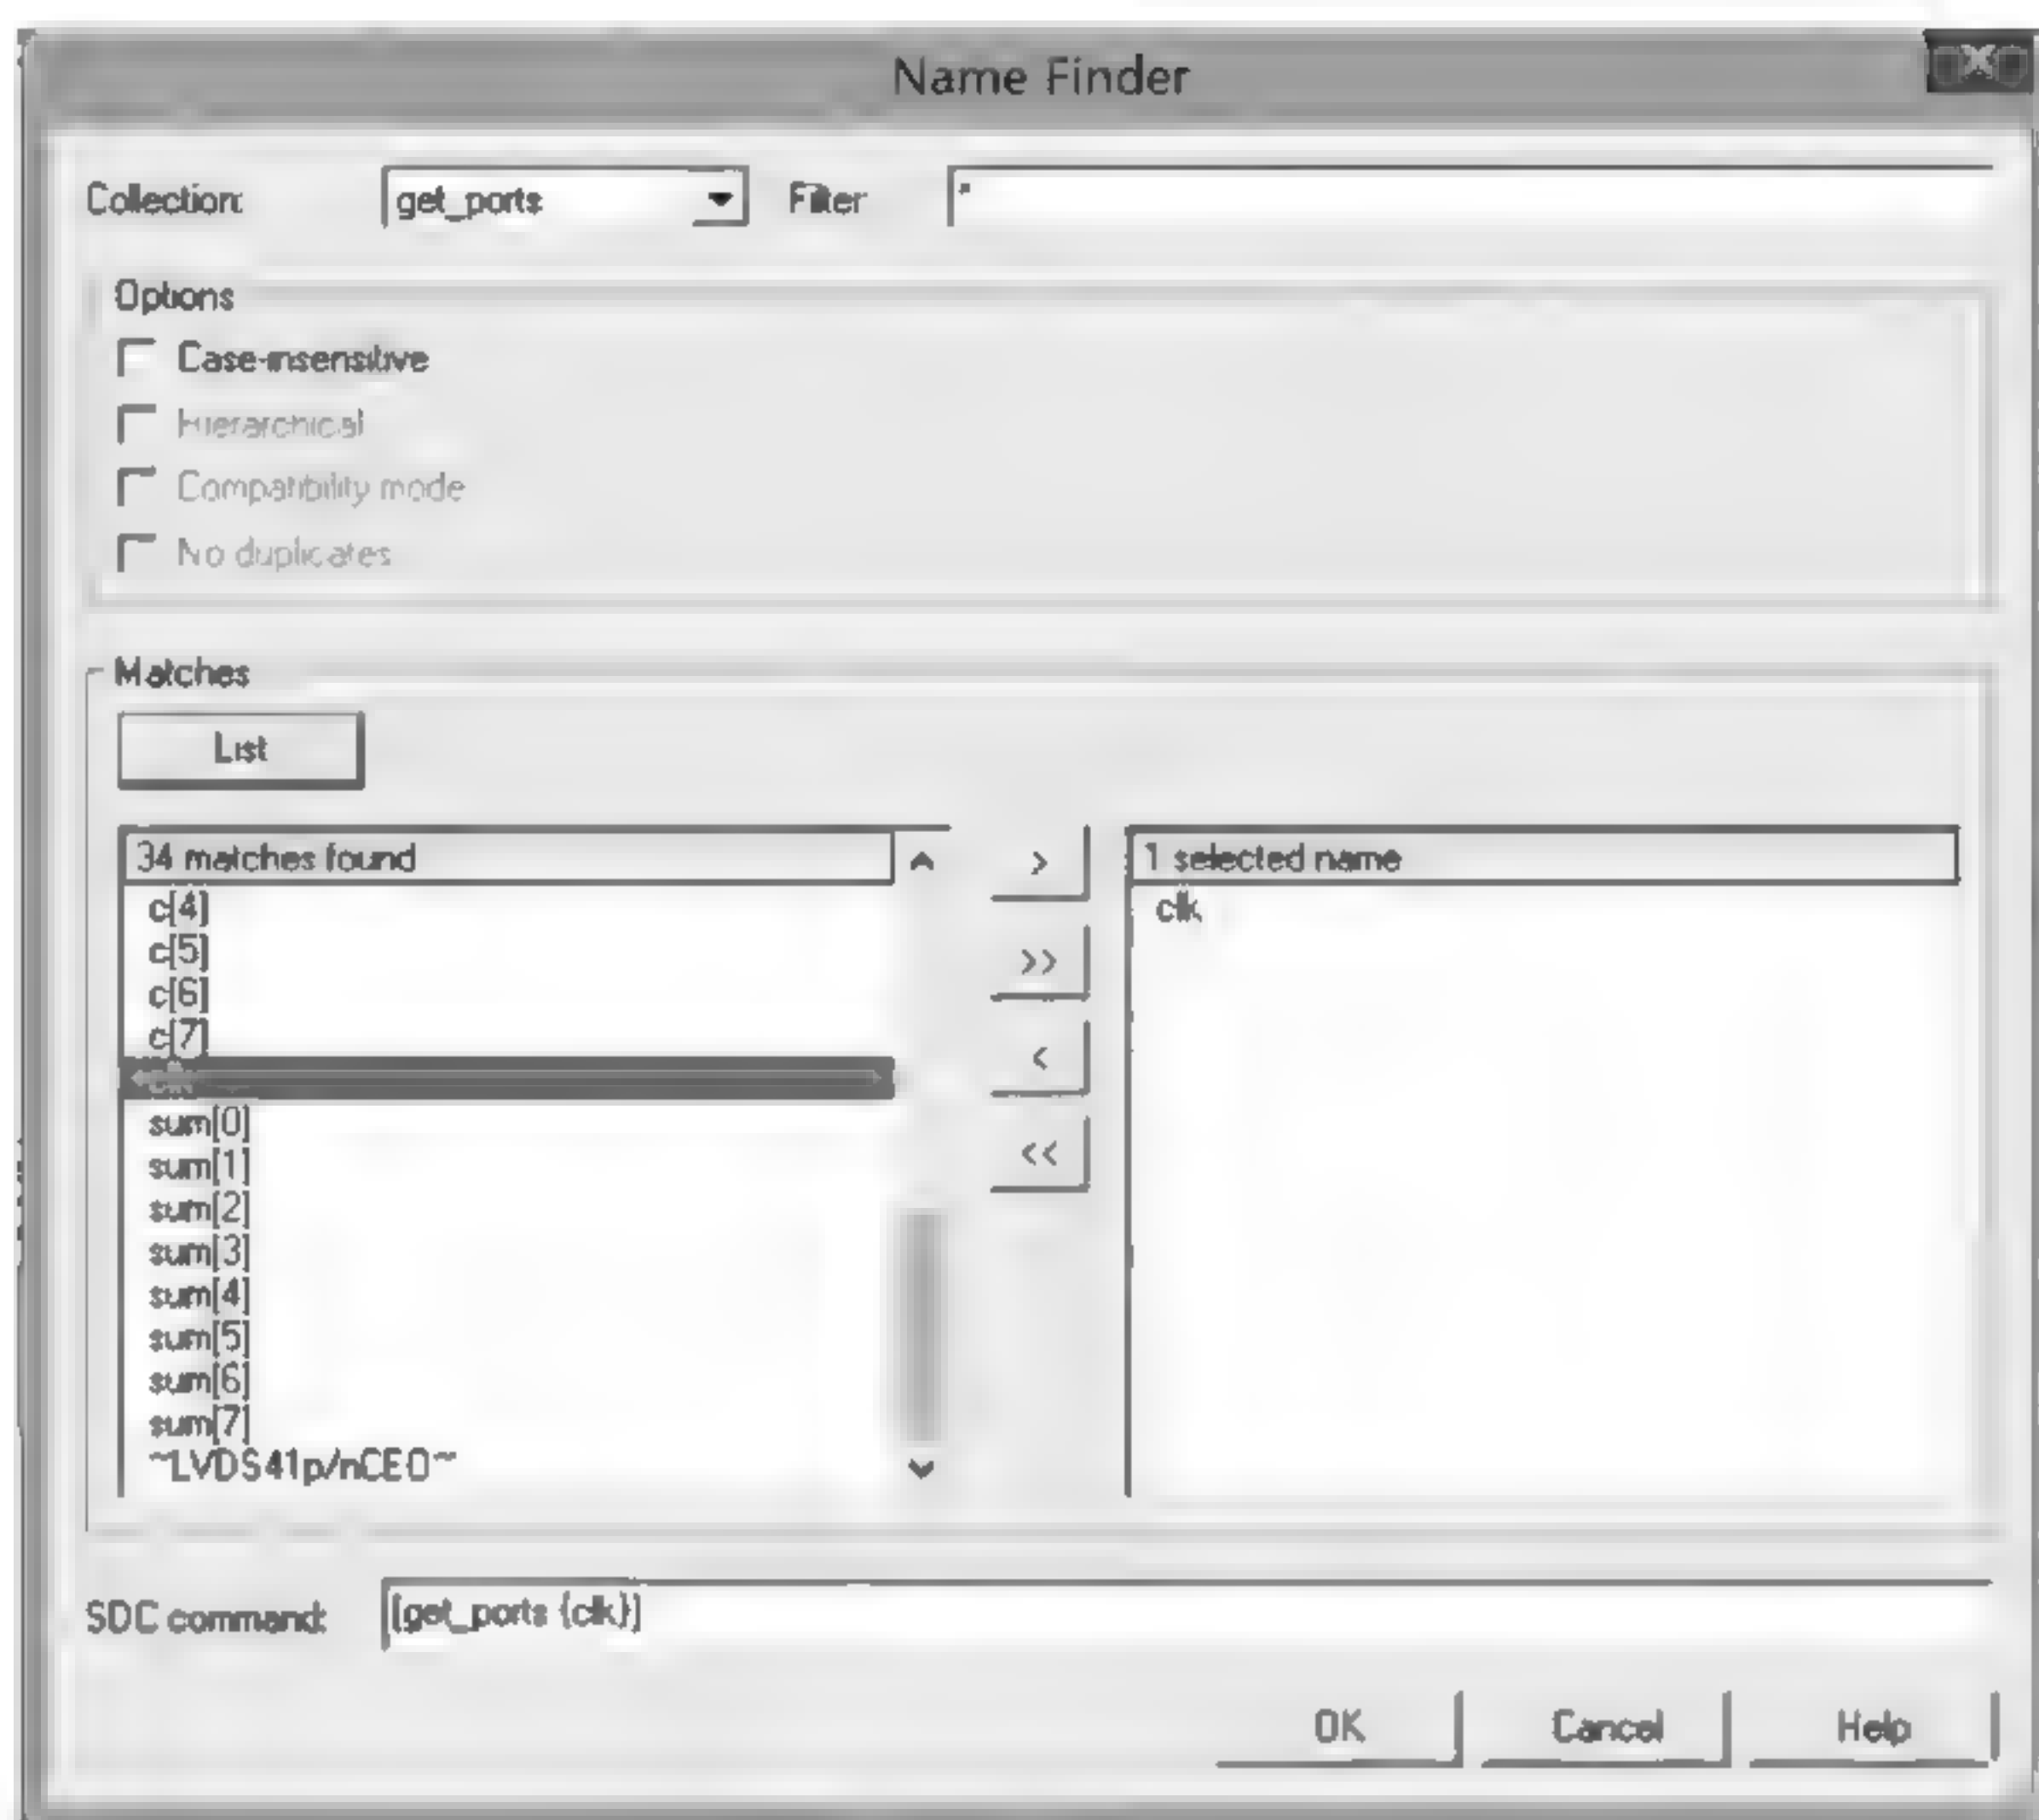 Name Finder
Collection: get_ports Filter *
Options
Case-insensitive
Hierarchical
Compatibility mode
No duplicates
Matches
List
34 matches found > 1 selected name
c[4] clk
c[5] >>
c[6]
c[7] <
clk
sum[0]
sum[1] <<
sum[2]
sum[3]
sum[4]
sum[5]
sum[6]
sum[7]
~LVDS41p/nCEO~
SDC command: [get_ports {clk}]
OK Cancel Help